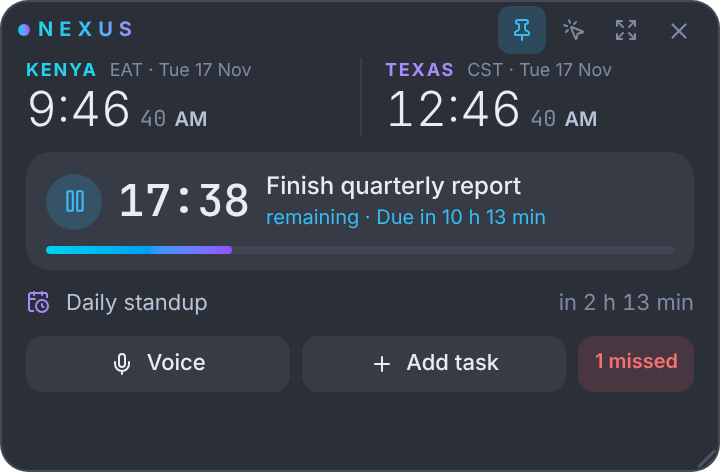 NEXUS
KENYA EAT · Tue 17 Nov
9:46 40 AM
TEXAS CST · Tue 17 Nov
12:46 40 AM
17:38
Finish quarterly report
remaining · Due in 10 h 13 min
Daily standup in 2 h 13 min
Voice
Add task
1 missed